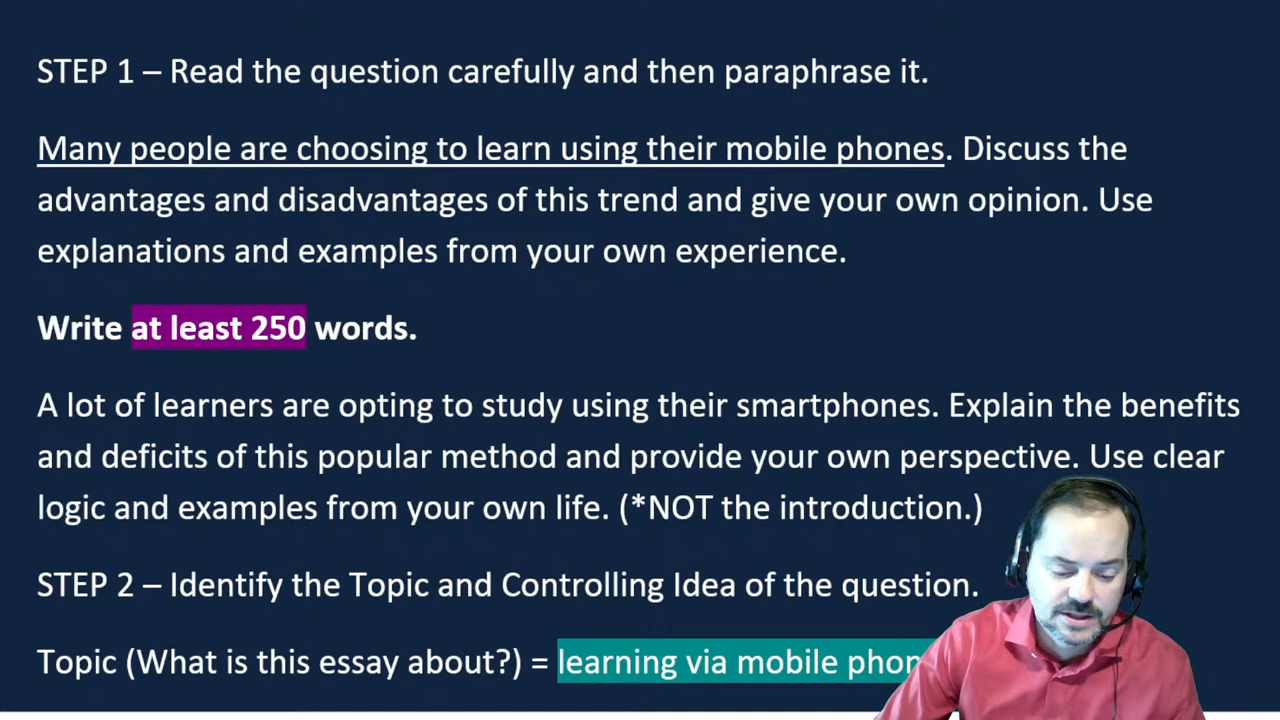 STEP 1 – Read the question carefully and then paraphrase it.
Many people are choosing to learn using their mobile phones. Discuss the
advantages and disadvantages of this trend and give your own opinion. Use
explanations and examples from your own experience.
Write at least 250 words.
A lot of learners are opting to study using their smartphones. Explain the benefits
and deficits of this popular method and provide your own perspective. Use clear
logic and examples from your own life. (*NOT the introduction.)
STEP 2 – Identify the Topic and Controlling Idea of the question.
Topic (What is this essay about?) = learning via mobile